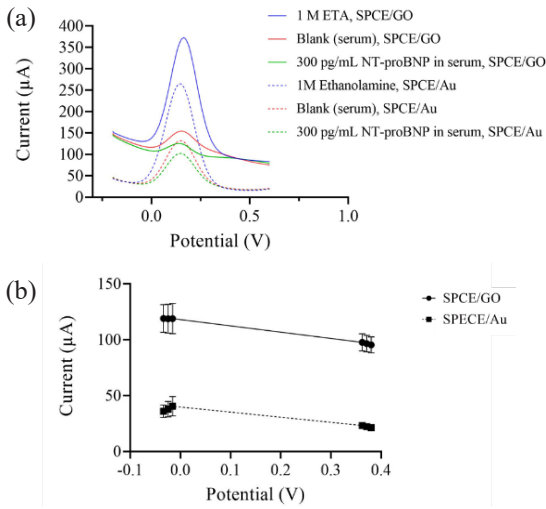 (a)
1 M ETA, SPCE/GO
Blank (serum), SPCE/GO
300 pg/mL NT-proBNP in serum, SPCE/GO
1M Ethanolamine, SPCE/Au
Blank (serum), SPCE/Au
300 pg/mL NT-proBNP in serum, SPCE/Au
Current (µA)
400
350
300
250
200
150
100
50
0
0.0
0.5
1.0
Potential (V)
(b)
SPCE/GO
SPECE/Au
Current (µA)
150
100
50
0
-0.1
0.0
0.1
0.2
0.3
0.4
Potential (V)